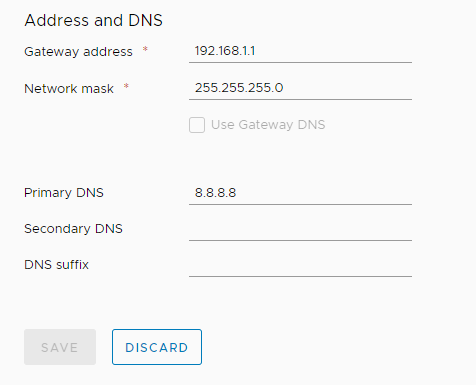 Address and DNS
Gateway address * 192.168.1.1
Network mask * 255.255.255.0
Use Gateway DNS
Primary DNS 8.8.8.8
Secondary DNS
DNS suffix
SAVE DISCARD